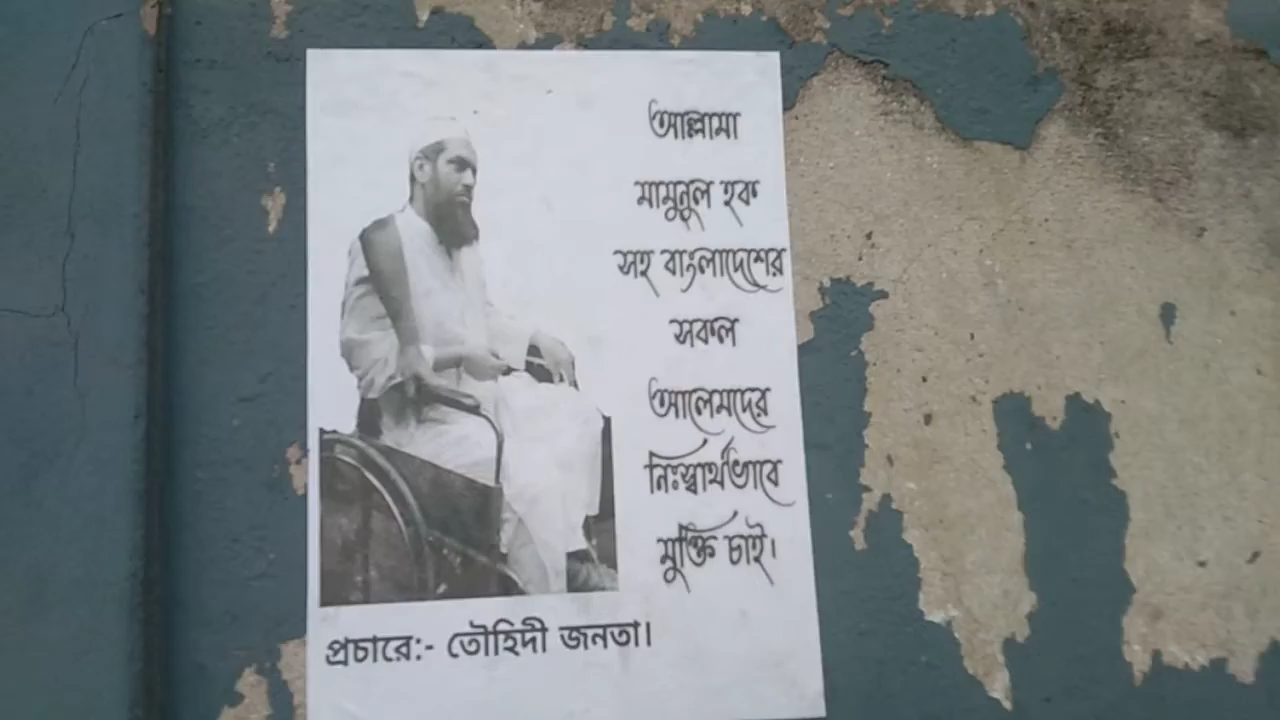 আল্লামা
মামুনুল হক
সহ বাংলাদেশের
সকল
আলেমদের
নিঃস্বার্থভাবে
মুক্তি চাই।
প্রচারে:- তৌহিদী জনতা।